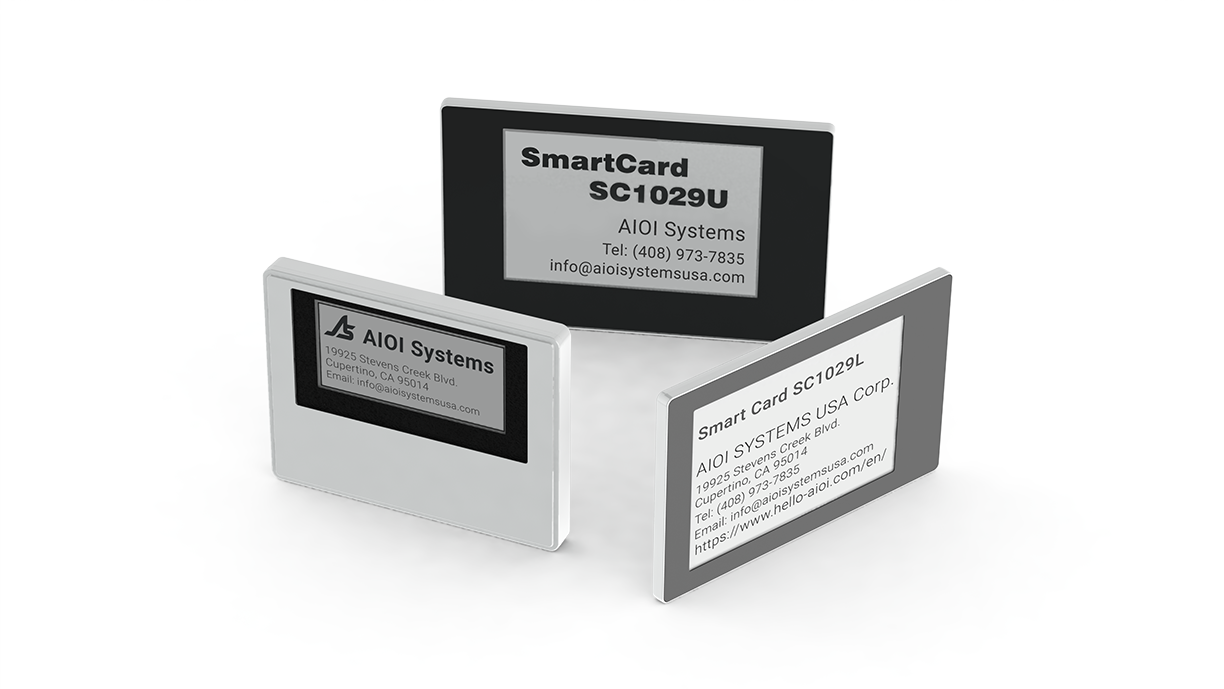 SmartCard
SC1029U
AIOI Systems
Tel: (408) 973-7835
info@aioisystemsusa.com
AIOI Systems
19925 Stevens Creek Blvd.
Cupertino, CA 95014
Email: info@aioisystemsusa.com
Smart Card SC1029L
AIOI SYSTEMS USA Corp.
19925 Stevens Creek Blvd.
Cupertino, CA 95014
Tel: (408) 973-7835
Email: info@aioisystemsusa.com
https://www.hello-aioi.com/en/